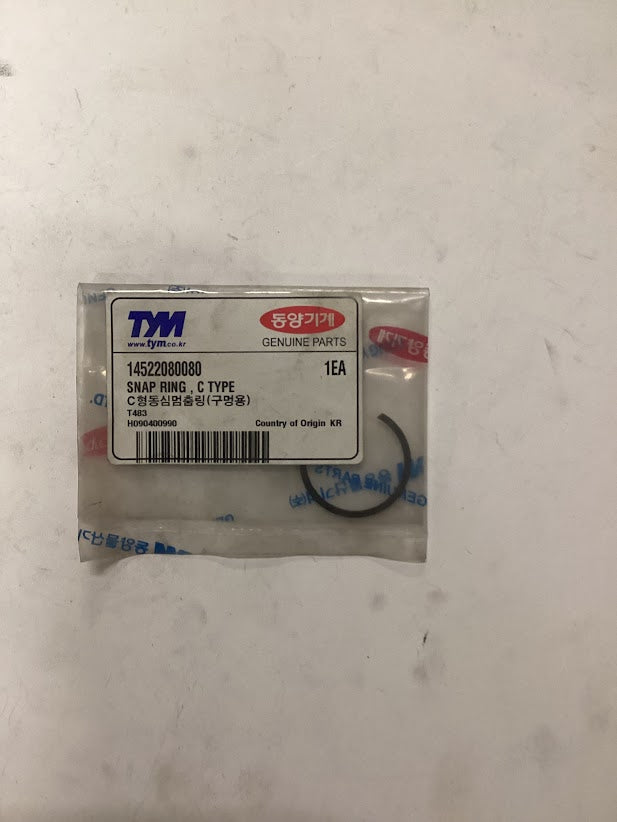 TYM
www.tym.co.kr
동양기계
GENUINE PARTS
14522080080
1EA
SNAP RING , C TYPE
C형동심멈춤링(구멍용)
T483
H090400990
Country of Origin KR